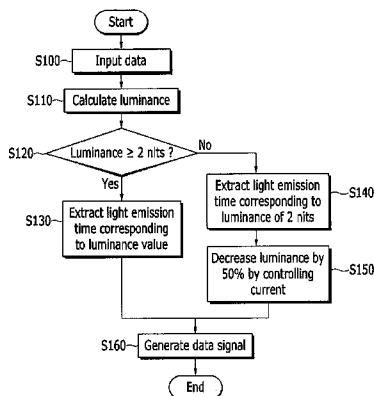 Start
S100
Input data
S110
Calculate luminance
S120
Luminance ≥ 2 nits ?
No
Yes
S130
Extract light emission
time corresponding
to luminance value
Extract light emission
time corresponding to
luminance of 2 nits
S140
Decrease luminance by
50% by controlling
current
S150
S160
Generate data signal
End